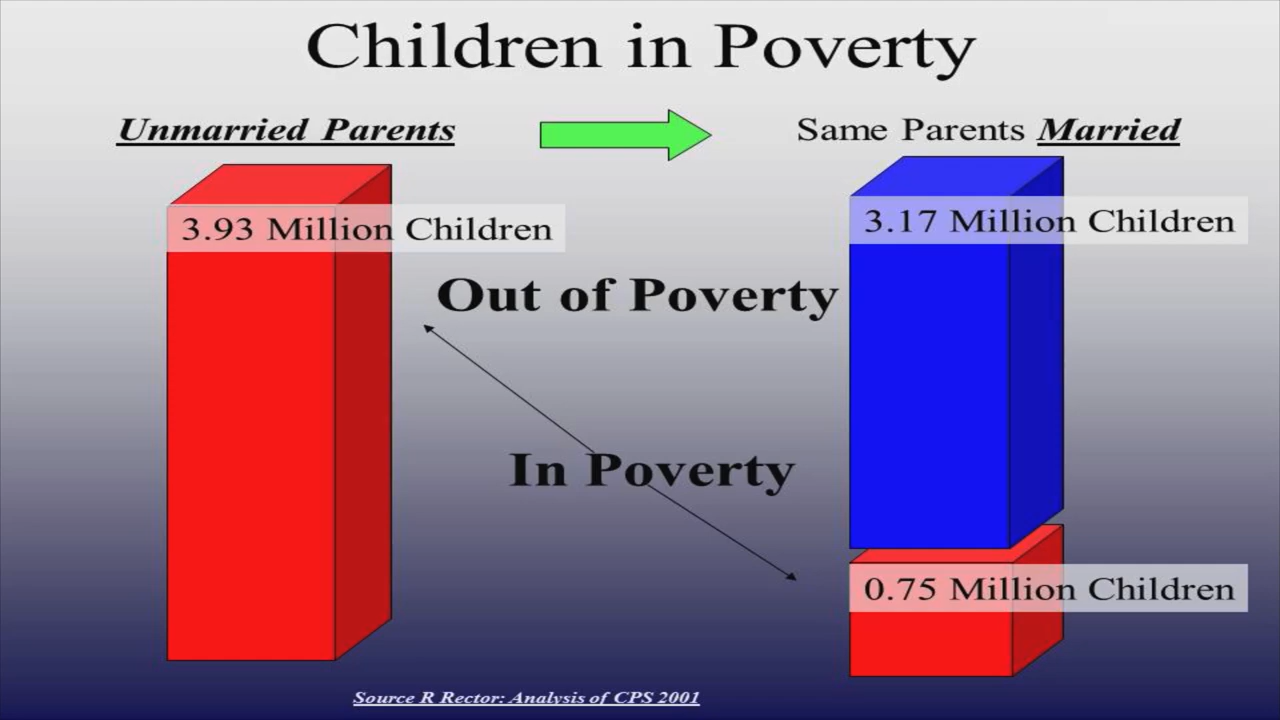 Children in Poverty
Unmarried Parents
Same Parents Married
3.93 Million Children
3.17 Million Children
Out of Poverty
In Poverty
0.75 Million Children
Source R Rector: Analysis of CPS 2001